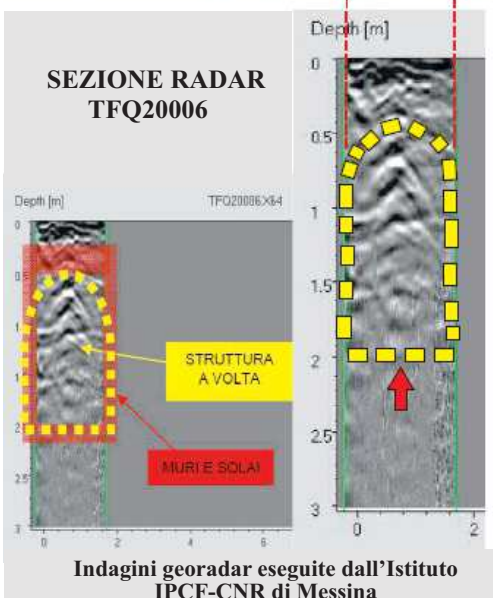 Depth [m]
SEZIONE RADAR
TFQ20006
0
0.5
1
1.5
2
2.5
3
0
2
Depth [m]
TFQ20006.X64
0
0.5
1
1
2
2.5
3
0
2
4
6
STRUTTURA
A VOLTA
MURI E SOLAI
Indagini georadar eseguite dall'Istituto
IPCF-CNR di Messina